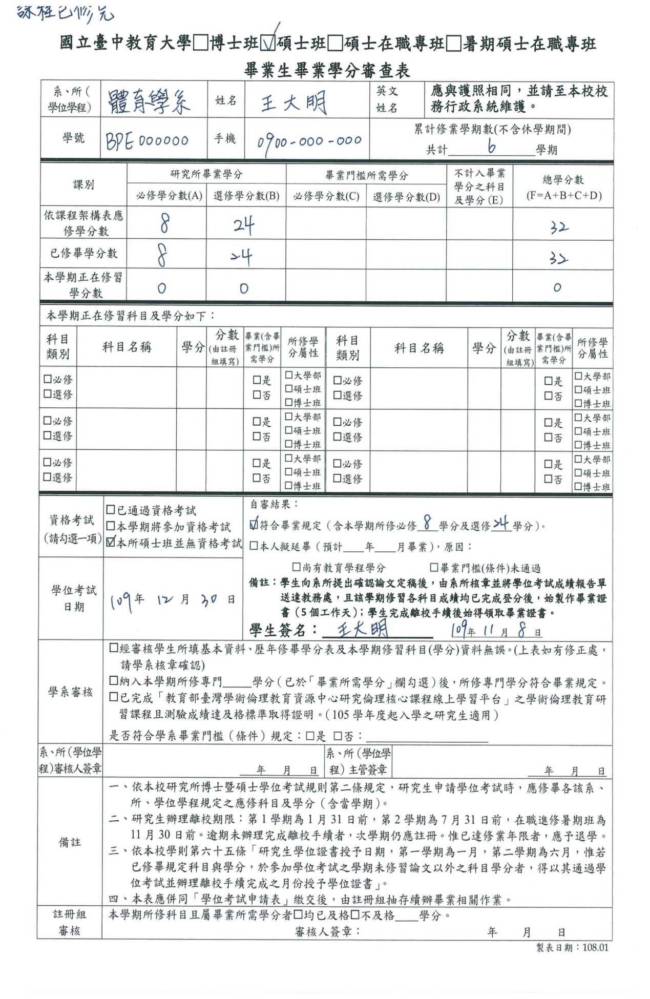 課程已修完
國立臺中教育大學□博士班☑碩士班□碩士在職專班□暑期碩士在職專班
畢業生畢業學分審查表
系、所(學位學程) 體育學系 姓名 王大明 英文姓名 應與護照相同，並請至本校校務行政系統維護。
學號 BPE000000 手機 0900-000-000 累計修業學期數(不含休學期間)
共計 6 學期
課別 研究所畢業學分 畢業門檻所需學分 不計入畢業學分之科目及學分(E) 總學分數(F=A+B+C+D)
必修學分數(A) 選修學分數(B) 必修學分數(C) 選修學分數(D)
依課程架構表應修學分數 8 24 32
已修畢學分數 8 24 32
本學期正在修習學分數 0 0 0
本學期正在修習科目及學分如下：
科目類別 科目名稱 學分 分數(由註冊組填寫) 畢業(含畢業門檻)所需學分 所修學分屬性 科目類別 科目名稱 學分 分數(由註冊組填寫) 畢業(含畢業門檻)所需學分 所修學分屬性
□必修 □選修 □是 □否 □大學部 □碩士班 □博士班 □必修 □選修 □是 □否 □大學部 □碩士班 □博士班
□必修 □選修 □是 □否 □大學部 □碩士班 □博士班 □必修 □選修 □是 □否 □大學部 □碩士班 □博士班
□必修 □選修 □是 □否 □大學部 □碩士班 □博士班 □必修 □選修 □是 □否 □大學部 □碩士班 □博士班
資格考試(請勾選一項)
□已通過資格考試
□本學期將參加資格考試
☑本所碩士班並無資格考試
學位考試日期 109年 12 月 30 日
自審結果：
☑符合畢業規定（含本學期所修必修 8 學分及選修 24 學分）。
□本人擬延畢（預計____年____月畢業），原因：
□尚有教育學程學分 □畢業門檻(條件)未通過
備註：學生向系所提出確認論文定稿後，由系所核章並將學位考試成績報告單
送達教務處，且該學期修習各科目成績均已完成登分後，始製作畢業證
書（5個工作天）；學生完成離校手續後始得領取畢業證書。
學生簽名： 王大明 109年 11 月 8 日
學系審核
□經審核學生所填基本資料、歷年修畢學分表及本學期修習科目(學分)資料無誤。(上表如有修正處，
請學系核章確認)
□納入本學期所修專門_____學分（已於「畢業所需學分」欄勾選）後，所修專門學分符合畢業規定。
□已完成「教育部臺灣學術倫理教育資源中心研究倫理核心課程線上學習平台」之學術倫理教育研
習課程且測驗成績達及格標準取得證明。（105 學年度起入學之研究生適用）
是否符合學系畢業門檻（條件）規定：□是 □否：____________________
系、所（學位學程）審核人簽章 年 月 日 系、所（學位學程）主管簽章 年 月 日
備註
一、依本校研究所博士暨碩士學位考試規則第二條規定，研究生申請學位考試時，應修畢各該系、
所、學位學程規定之應修科目及學分（含當學期）。
二、研究生辦理離校期限：第 1 學期為 1 月 31 日前，第 2 學期為 7 月 31 日前，在職進修暑期班為
11 月 30 日前。逾期未辦理完成離校手續者，次學期仍應註冊。惟已達修業年限者，應予退學。
三、依本校學則第六十五條「研究生學位證書授予日期，第一學期為一月，第二學期為六月，惟若
已修畢規定科目與學分，於參加學位考試之學期未修習論文以外之科目學分者，得以其通過學
位考試並辦理離校手續完成之月份授予學位證書」。
四、本表應併同「學位考試申請表」繳交後，由註冊組抽存續辦畢業相關作業。
註冊組審核 本學期所修科目且屬畢業所需學分者□均已及格□不及格____學分。
審核人簽章： 年 月 日
製表日期：108.01